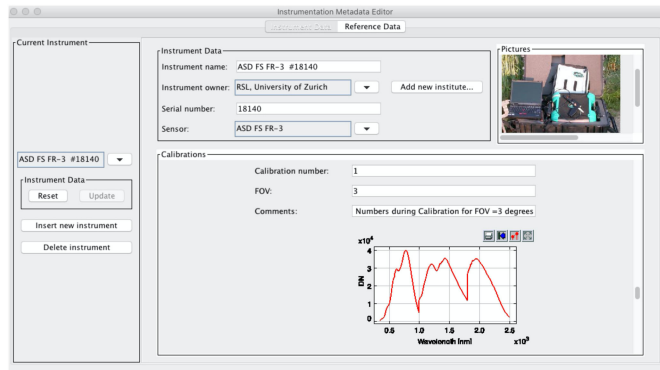 Instrumentation Metadata Editor
Instrument Data Reference Data
Current Instrument
ASD FS FR-3 #18140
Instrument Data
Reset Update
Insert new instrument
Delete instrument
Instrument Data
Instrument name: ASD FS FR-3 #18140
Instrument owner: RSL, University of Zurich Add new institute...
Serial number: 18140
Sensor: ASD FS FR-3
Pictures
Calibrations
Calibration number: 1
FOV: 3
Comments: Numbers during Calibration for FOV =3 degrees
x10⁴
4
3
2
1
0
DN
0.5 1.0 1.5 2.0 2.5
Wavelength [nm] x10³